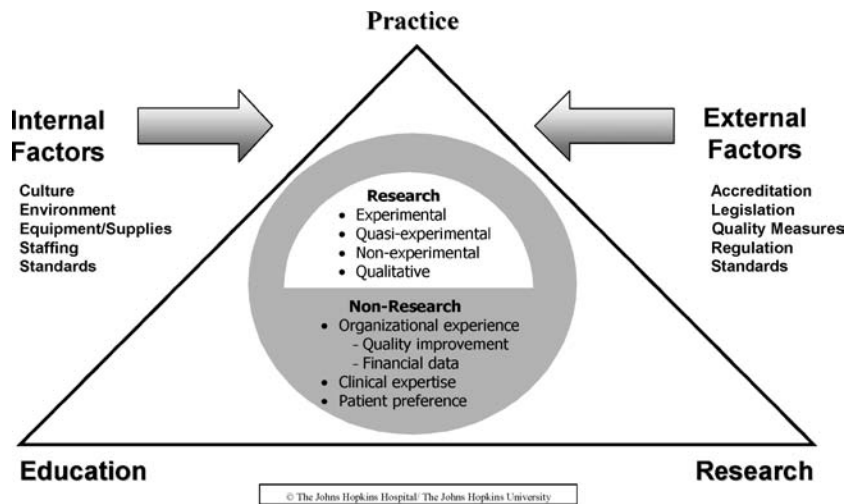 Practice
Internal
Factors
Culture
Environment
Equipment/Supplies
Staffing
Standards
External
Factors
Accreditation
Legislation
Quality Measures
Regulation
Standards
Research
• Experimental
• Quasi-experimental
• Non-experimental
• Qualitative
Non-Research
• Organizational experience
- Quality improvement
- Financial data
• Clinical expertise
• Patient preference
Education
Research
© The Johns Hopkins Hospital/ The Johns Hopkins University